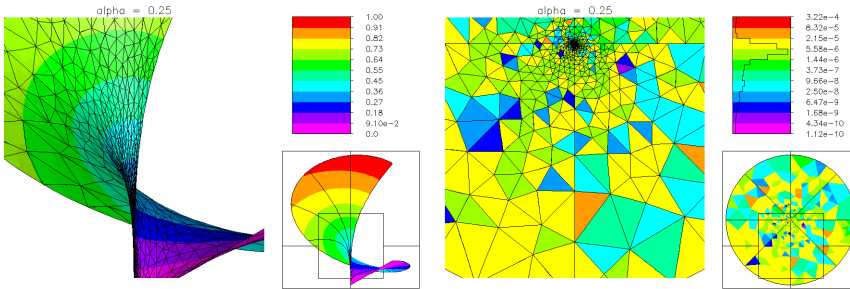 alpha = 0.25
1.00
0.91
0.82
0.73
0.64
0.55
0.45
0.36
0.27
0.18
9.10e-2
0.0
alpha = 0.25
3.22e-4
8.32e-5
2.15e-5
5.58e-6
1.44e-6
3.73e-7
9.66e-8
2.50e-8
6.47e-9
1.68e-9
4.34e-10
1.12e-10